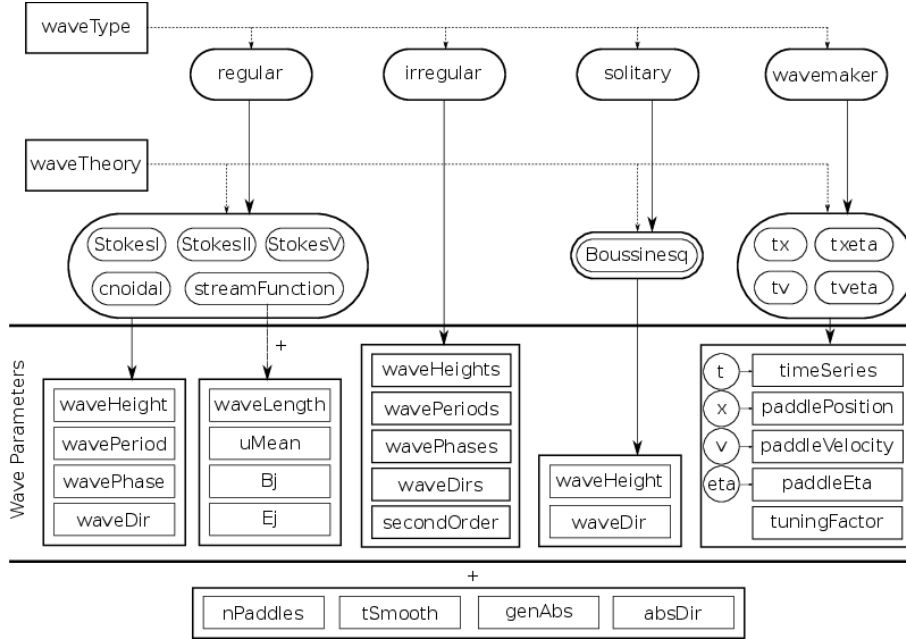 waveType
regular
irregular
solitary
wavemaker
waveTheory
StokesI
StokesII
StokesV
cnoidal
streamFunction
Boussinesq
tx
txeta
tv
tveta
+
Wave Parameters
waveHeight
wavePeriod
wavePhase
waveDir
waveLength
uMean
Bj
Ej
waveHeights
wavePeriods
wavePhases
waveDirs
secondOrder
waveHeight
waveDir
t
timeSeries
x
paddlePosition
v
paddleVelocity
eta
paddleEta
tuningFactor
+
nPaddles
tSmooth
genAbs
absDir